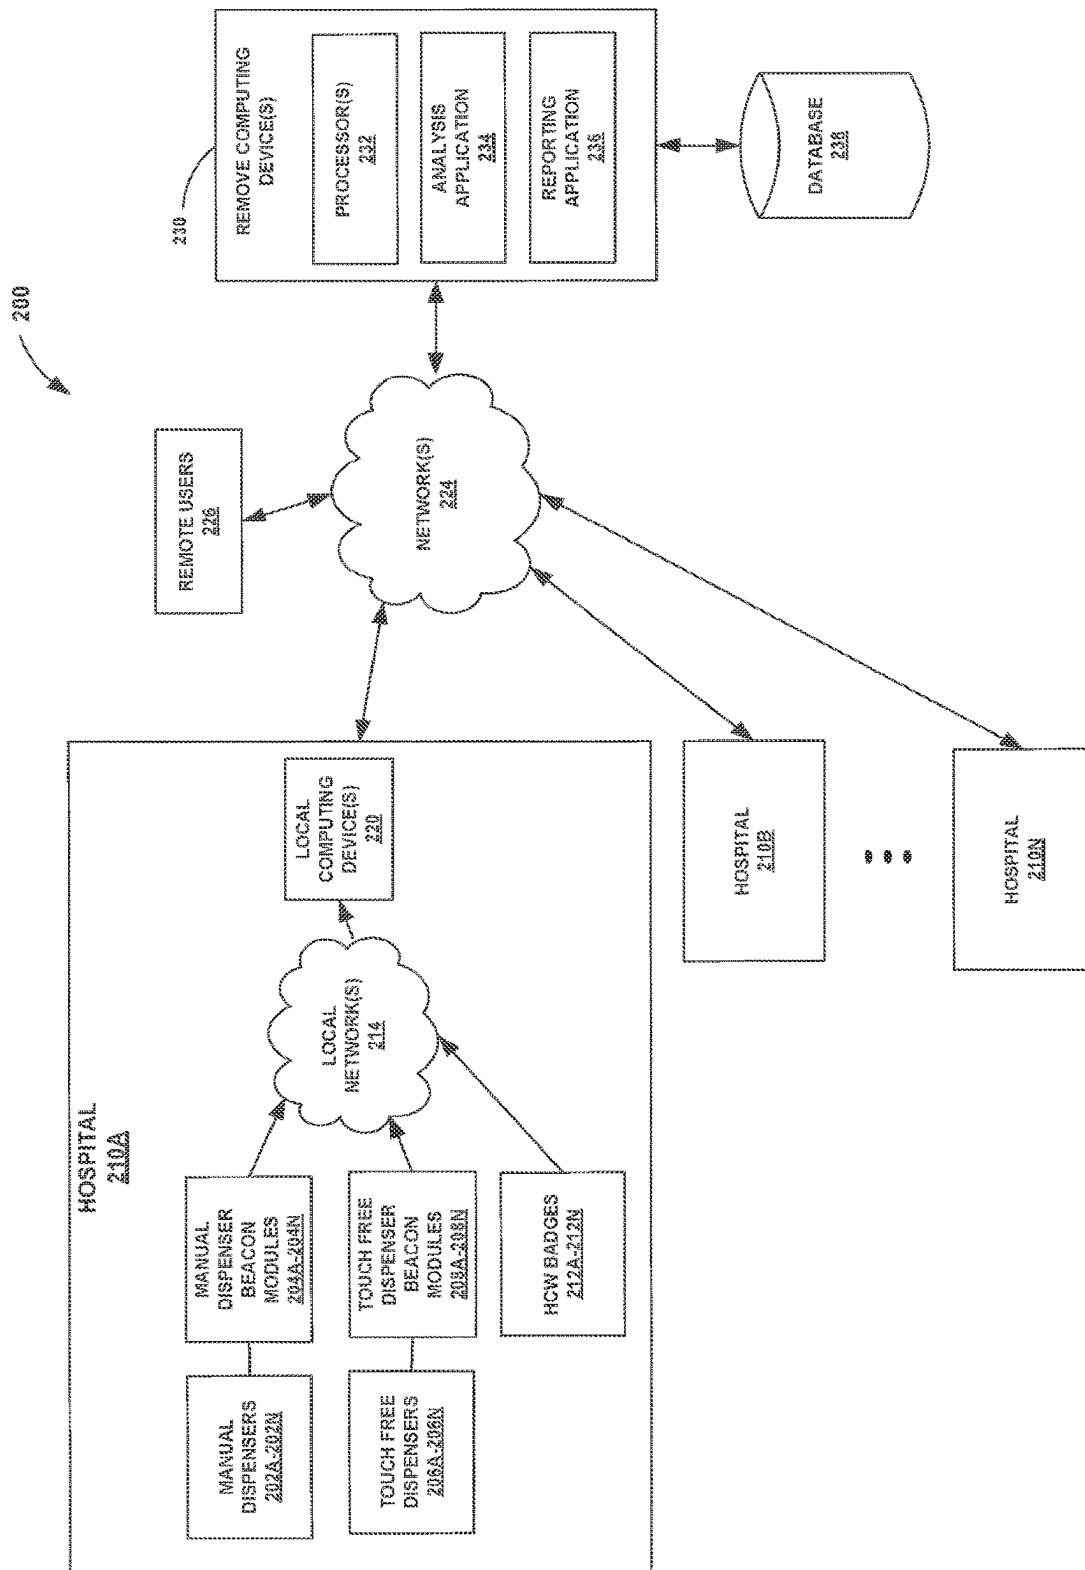 200
HOSPITAL
210A
MANUAL
DISPENSERS
202A-202N
MANUAL
DISPENSER
BEACON
MODULES
204A-204N
TOUCH FREE
DISPENSERS
206A-206N
TOUCH FREE
DISPENSER
BEACON
MODULES
208A-208N
HCW BADGES
212A-212N
LOCAL
NETWORK(S)
214
LOCAL
COMPUTING
DEVICE(S)
220
HOSPITAL
210B
HOSPITAL
210N
REMOTE USERS
226
NETWORK(S)
224
230
REMOVE COMPUTING
DEVICE(S)
PROCESSOR(S)
232
ANALYSIS
APPLICATION
234
REPORTING
APPLICATION
236
DATABASE
238